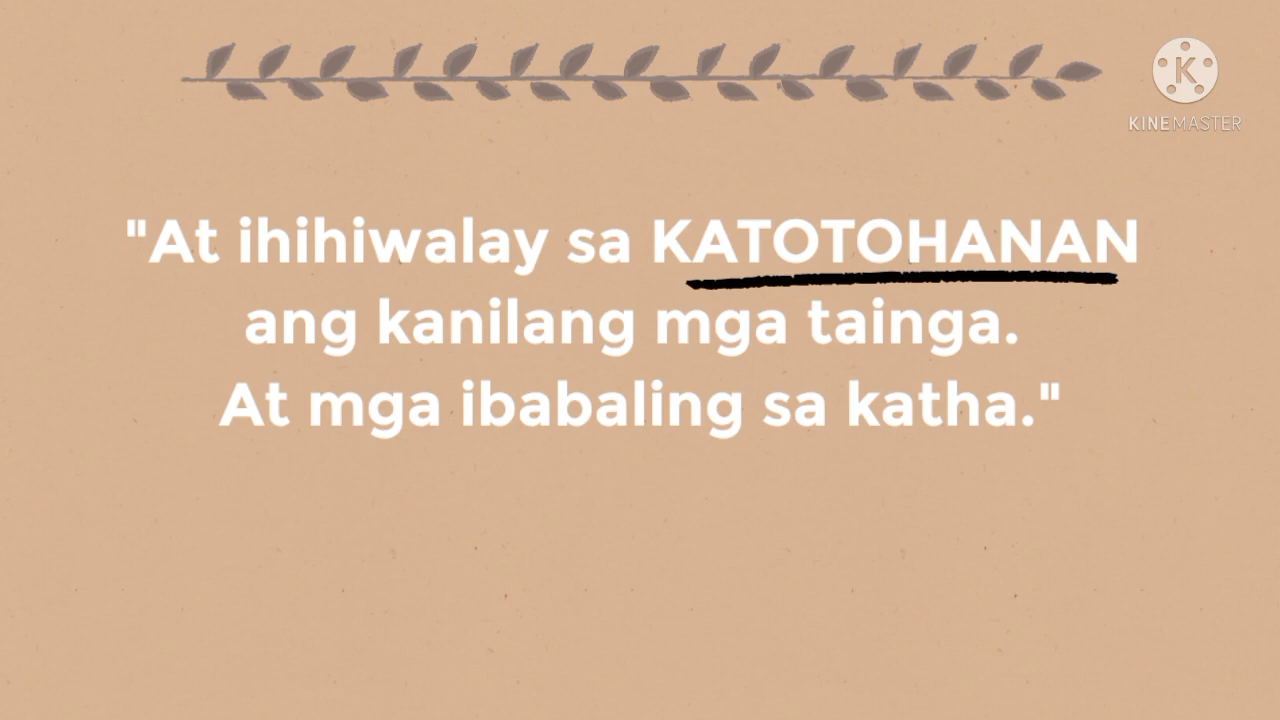 KINEMASTER
"At ihihiwalay sa KATOTOHANAN
ang kanilang mga tainga.
At mga ibabaling sa katha."